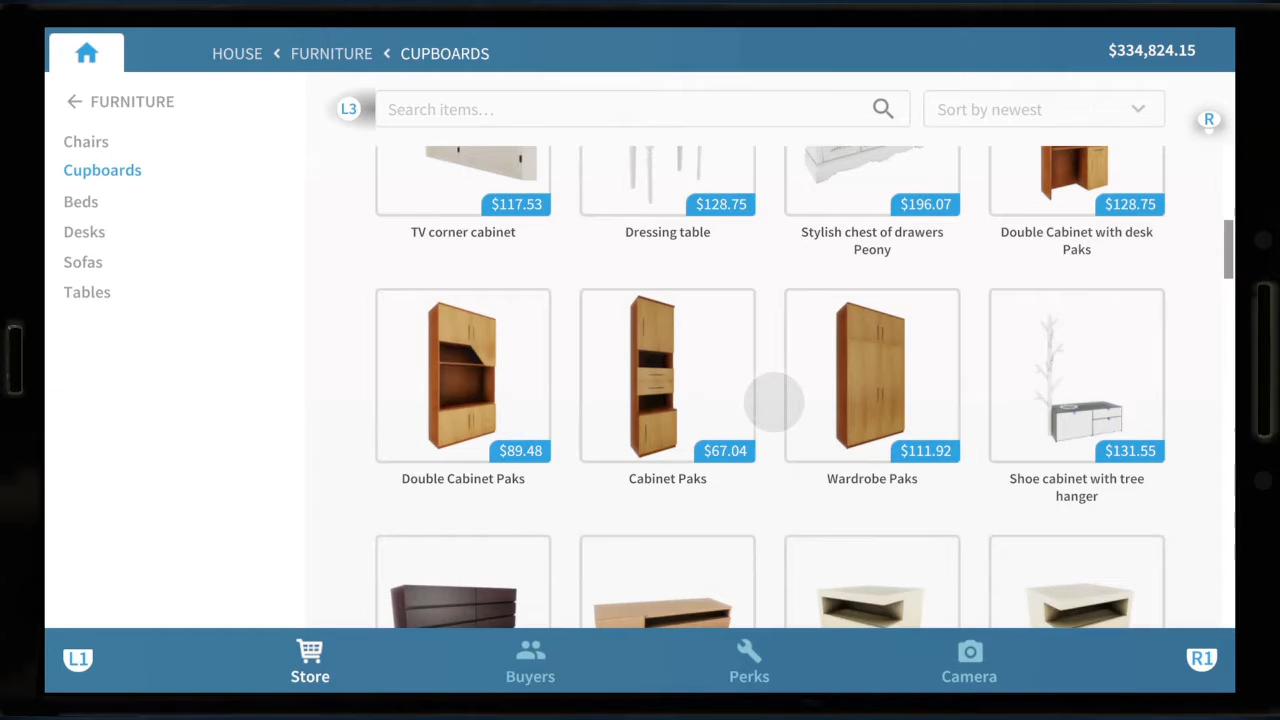 HOUSE < FURNITURE < CUPBOARDS
$334,824.15
FURNITURE
Chairs
Cupboards
Beds
Desks
Sofas
Tables
L3
Search items...
Sort by newest
R
$117.53
$128.75
$196.07
$128.75
TV corner cabinet
Dressing table
Stylish chest of drawers
Peony
Double Cabinet with desk
Paks
$89.48
$67.04
$111.92
$131.55
Double Cabinet Paks
Cabinet Paks
Wardrobe Paks
Shoe cabinet with tree
hanger
L1
Store
Buyers
Perks
Camera
R1